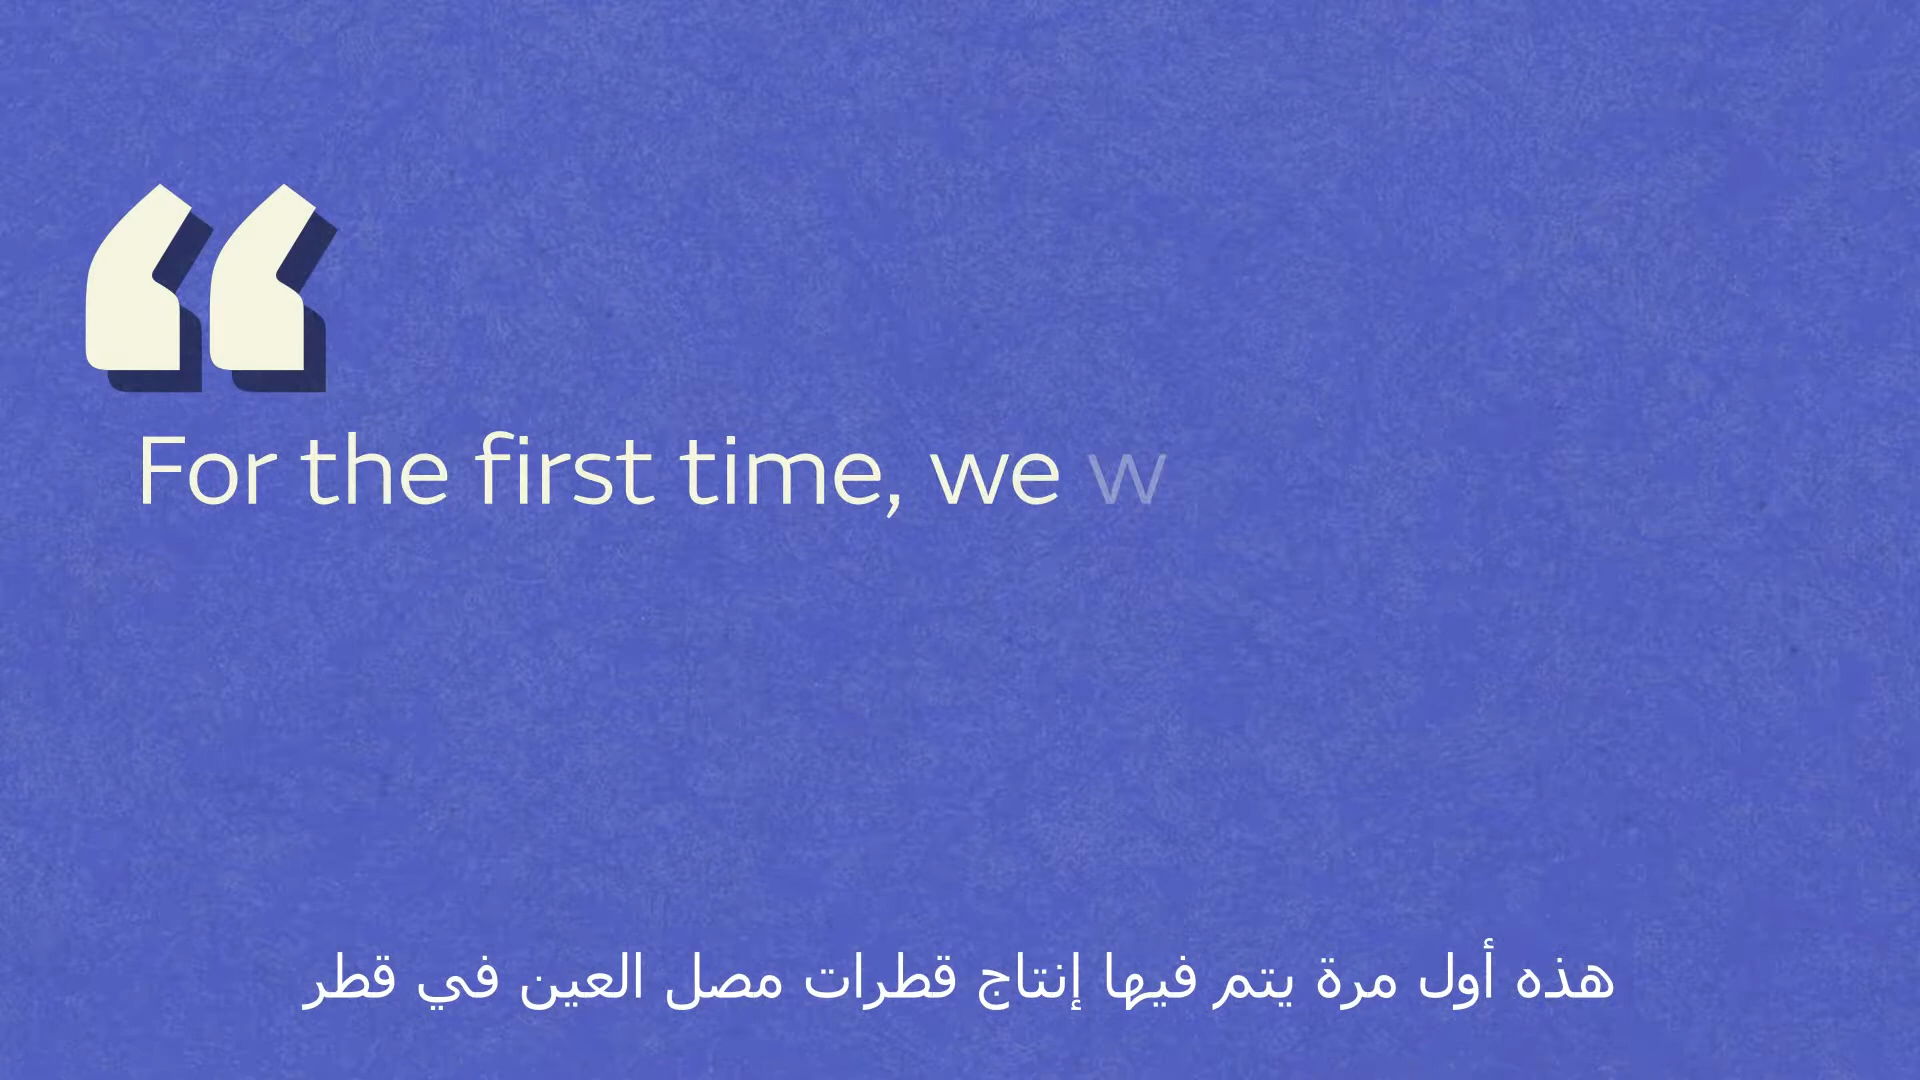 “
For the first time, we w
هذه أول مرة يتم فيها إنتاج قطرات مصل العين في قطر